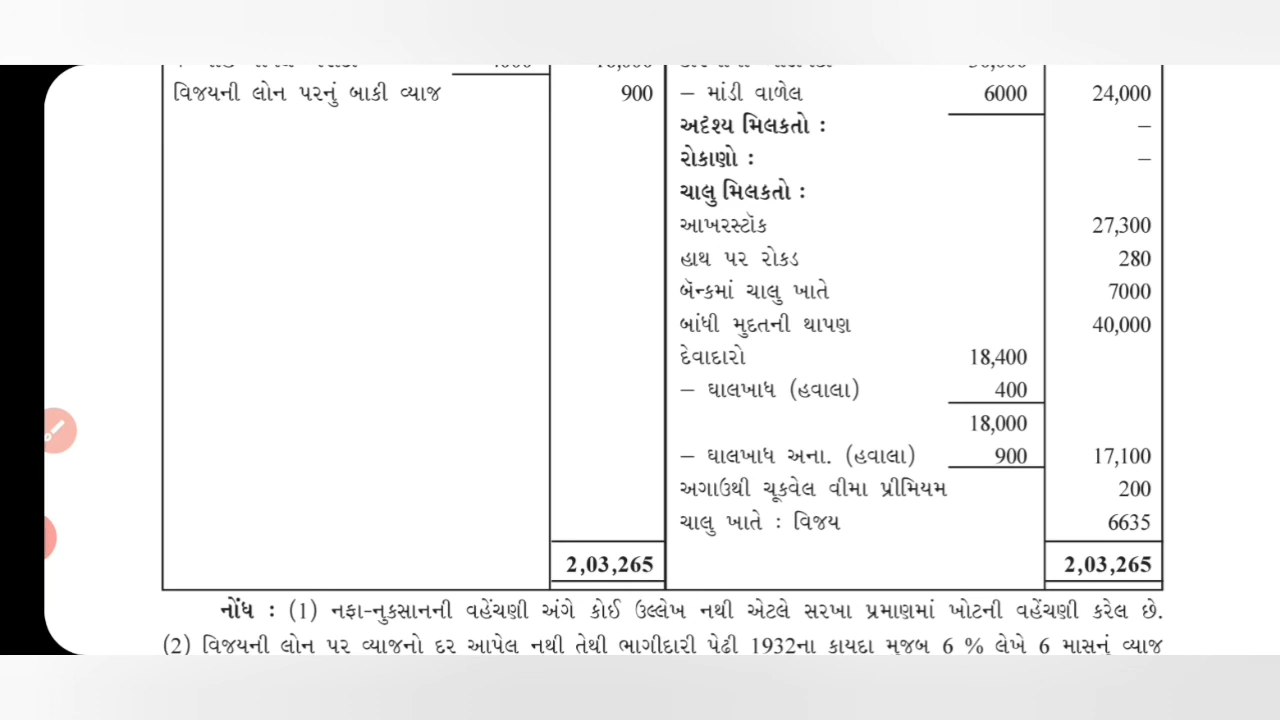 વિજયની લોન પરનું બાકી વ્યાજ 900 – માંડી વાળેલ 6000 24,000
અદૃશ્ય મિલકતો : –
રોકાણો : –
ચાલુ મિલકતો :
આખરસ્ટૉક 27,300
હાથ પર રોકડ 280
બૅન્કમાં ચાલુ ખાતે 7000
બાંધી મુદતની થાપણ 40,000
દેવાદારો 18,400
– ઘાલખાધ (હવાલા) 400
18,000
– ઘાલખાધ અના. (હવાલા) 900 17,100
અગાઉથી ચૂકવેલ વીમા પ્રીમિયમ 200
ચાલુ ખાતે : વિજય 6635
2,03,265 2,03,265
નોંધ : (1) નફા-નુકસાનની વહેંચણી અંગે કોઈ ઉલ્લેખ નથી એટલે સરખા પ્રમાણમાં ખોટની વહેંચણી કરેલ છે.
(2) વિજયની લોન પર વ્યાજનો દર આપેલ નથી તેથી ભાગીદારી પેઢી 1932ના કાયદા મુજબ 6 % લેખે 6 માસનું વ્યાજ